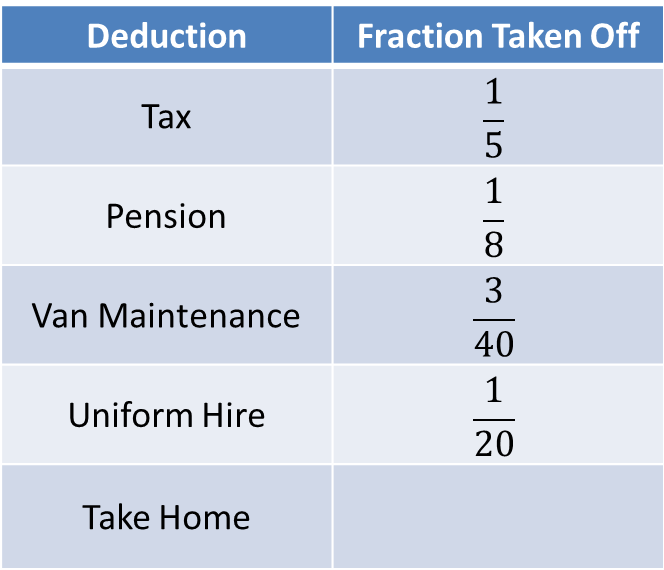 Deduction Fraction Taken Off
Tax 1/5
Pension 1/8
Van Maintenance 3/40
Uniform Hire 1/20
Take Home